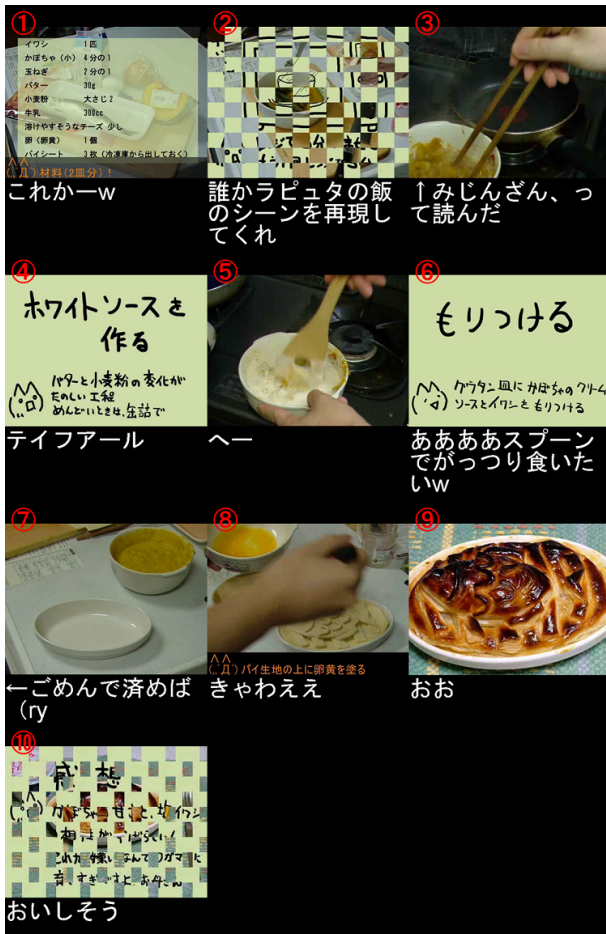 ①
イワシ 1匹
かぼちゃ(小) 4分の1
玉ねぎ 2分の1
バター 30g
小麦粉 大さじ2
牛乳 300cc
溶けやすそうなチーズ 少し
卵(卵黄) 1個
パイシート 3枚(冷凍庫から出しておく)
材料(2皿分)!
これかーw
②
誰かラピュタの飯
のシーンを再現し
てくれ
③
↑みじんざん、っ
て読んだ
④
ホワイトソースを
作る
バターと小麦粉の変化が
たのしい工程
めんどいときは、缶詰で
テイフアール
⑤
へー
⑥
もりつける
グウタン皿にかぼちゃのクリーム
ソースとイワシをもりつける
ああああスプーン
でがっつり食いた
いw
⑦
←ごめんで済めば
(ry
⑧
パイ生地の上に卵黄を塗る
きゃわええ
⑨
おお
⑩
感想
おいしそう